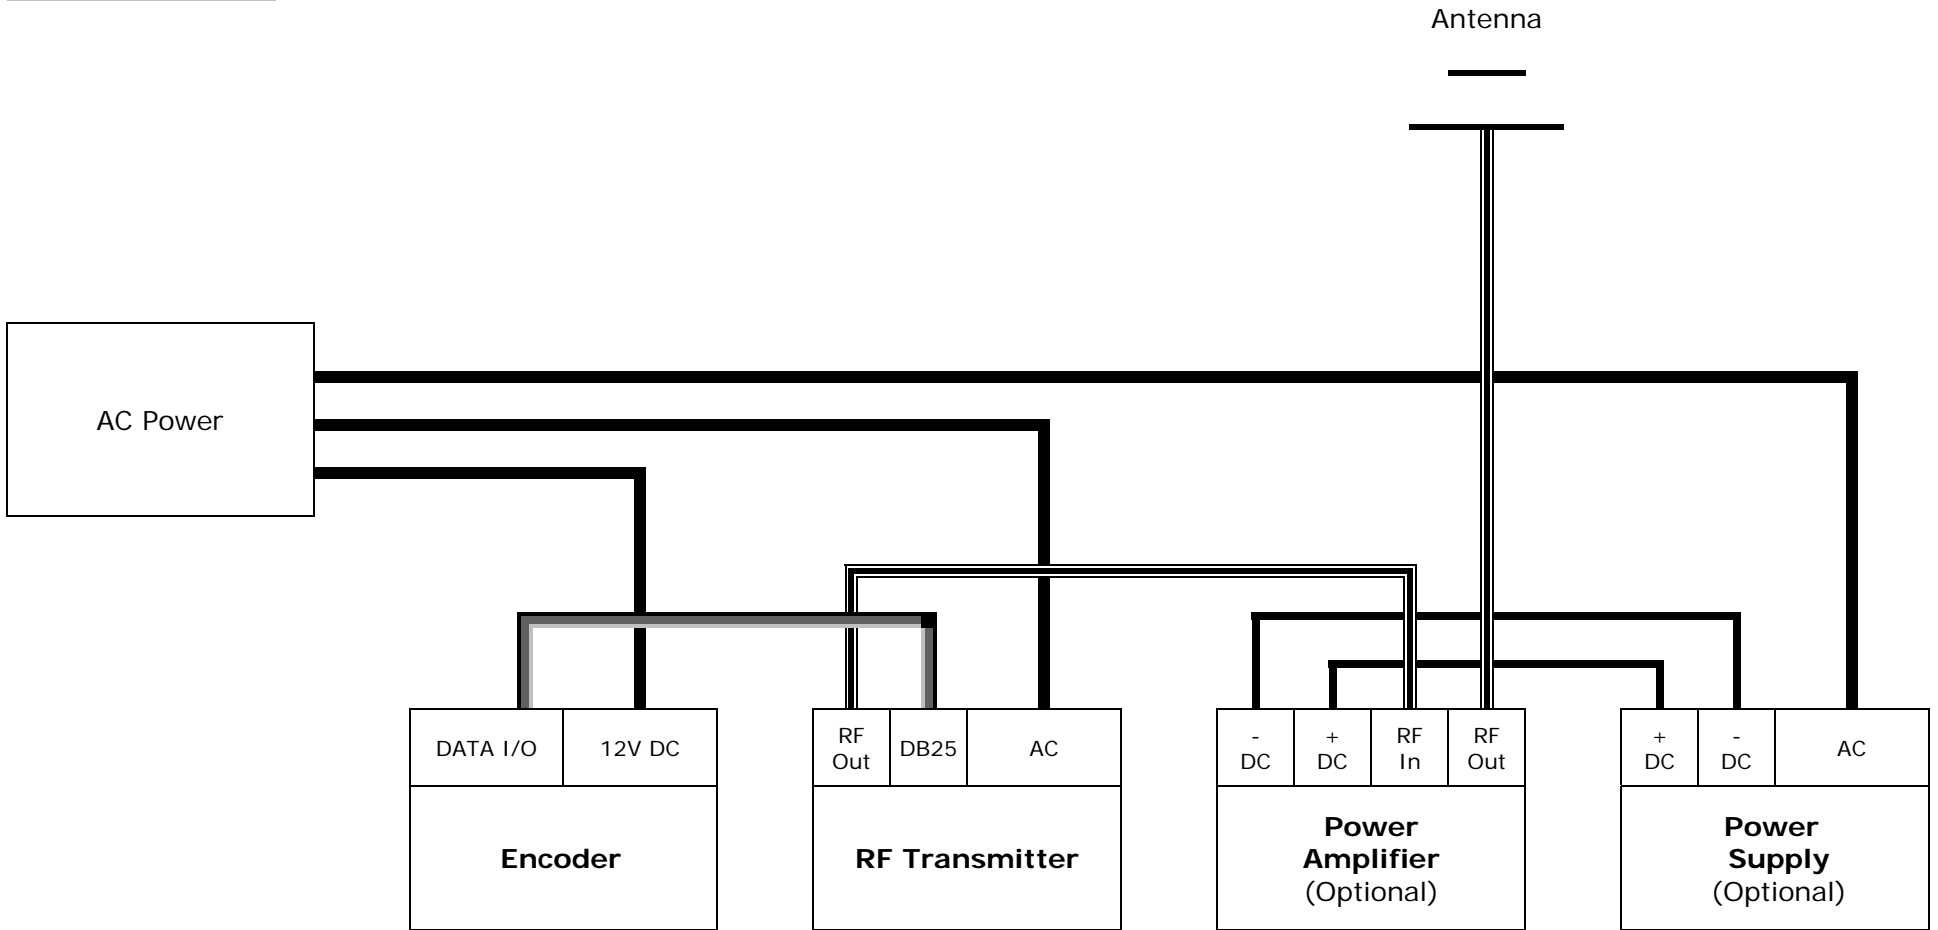 Antenna
AC Power
DATA I/O
12V DC
RF
Out
DB25
AC
-
DC
+
DC
RF
In
RF
Out
+
DC
-
DC
AC
Encoder
RF Transmitter
Power
Amplifier
(Optional)
Power
Supply
(Optional)